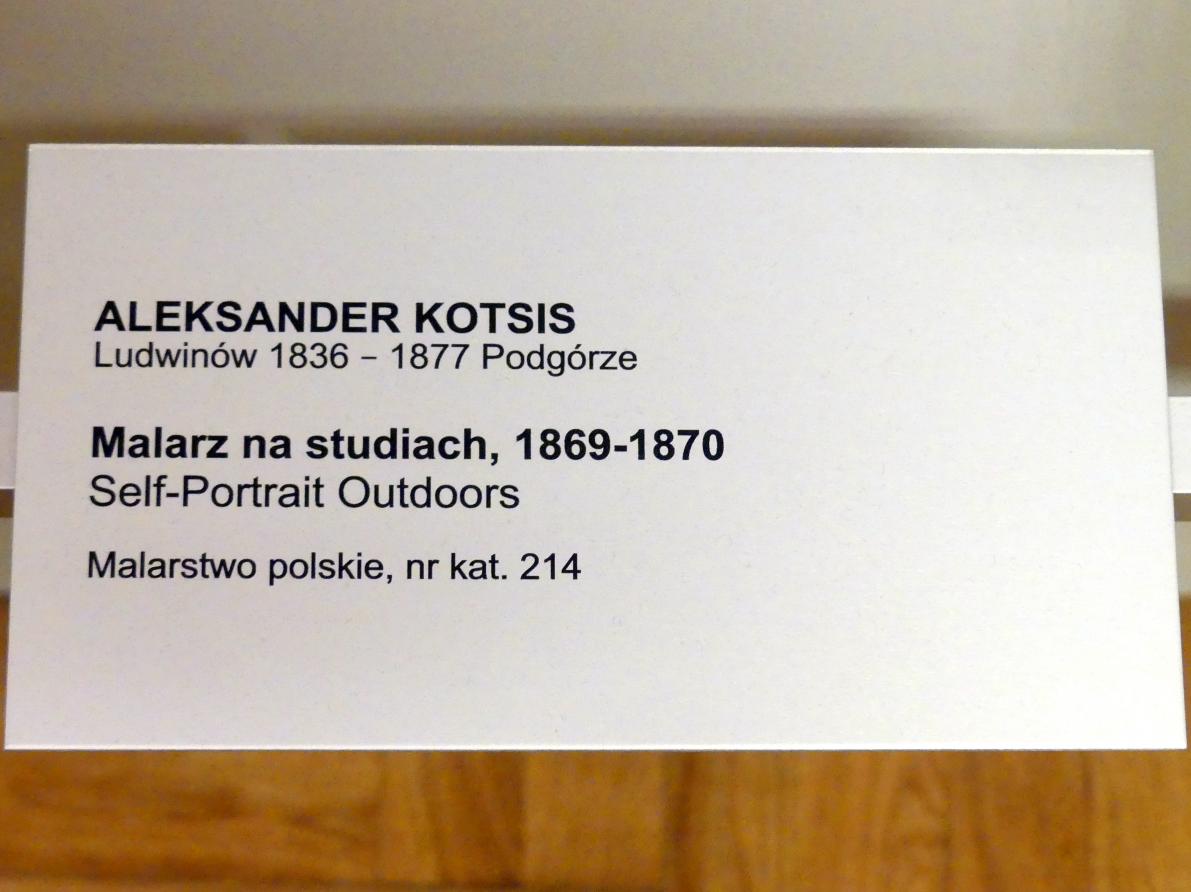 ALEKSANDER KOTSIS
Ludwinów 1836 – 1877 Podgórze
Malarz na studiach, 1869-1870
Self-Portrait Outdoors
Malarstwo polskie, nr kat. 214